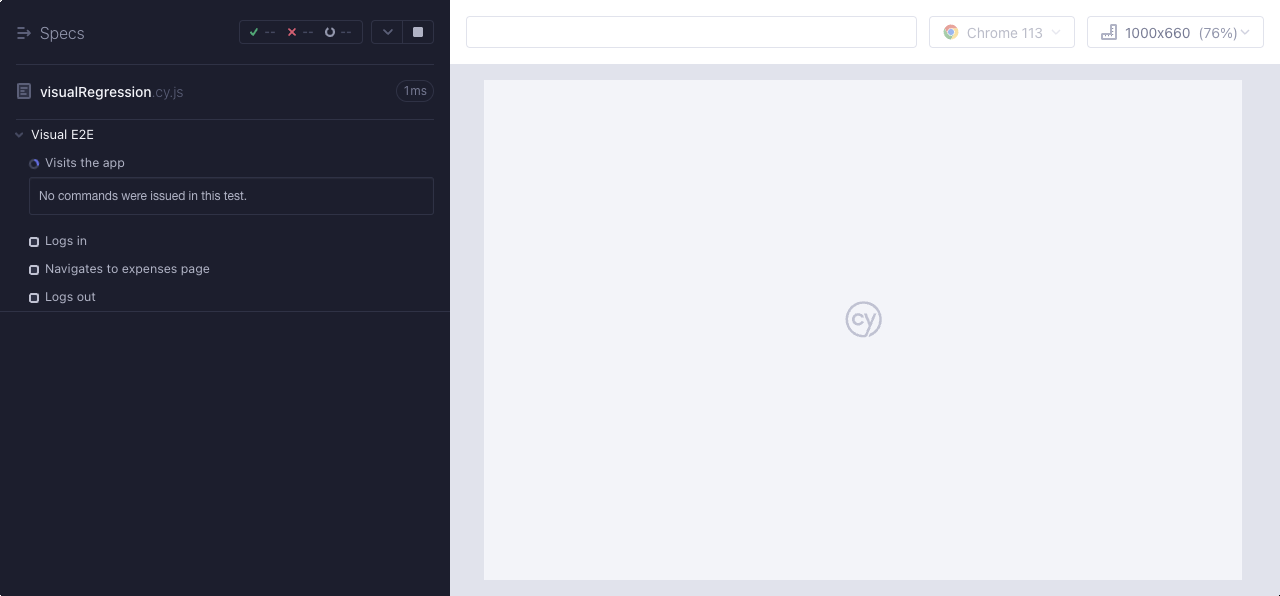 Specs
-- -- --
visualRegression.cy.js
1ms
Visual E2E
Visits the app
No commands were issued in this test.
Logs in
Navigates to expenses page
Logs out
Chrome 113
1000x660 (76%)
cy